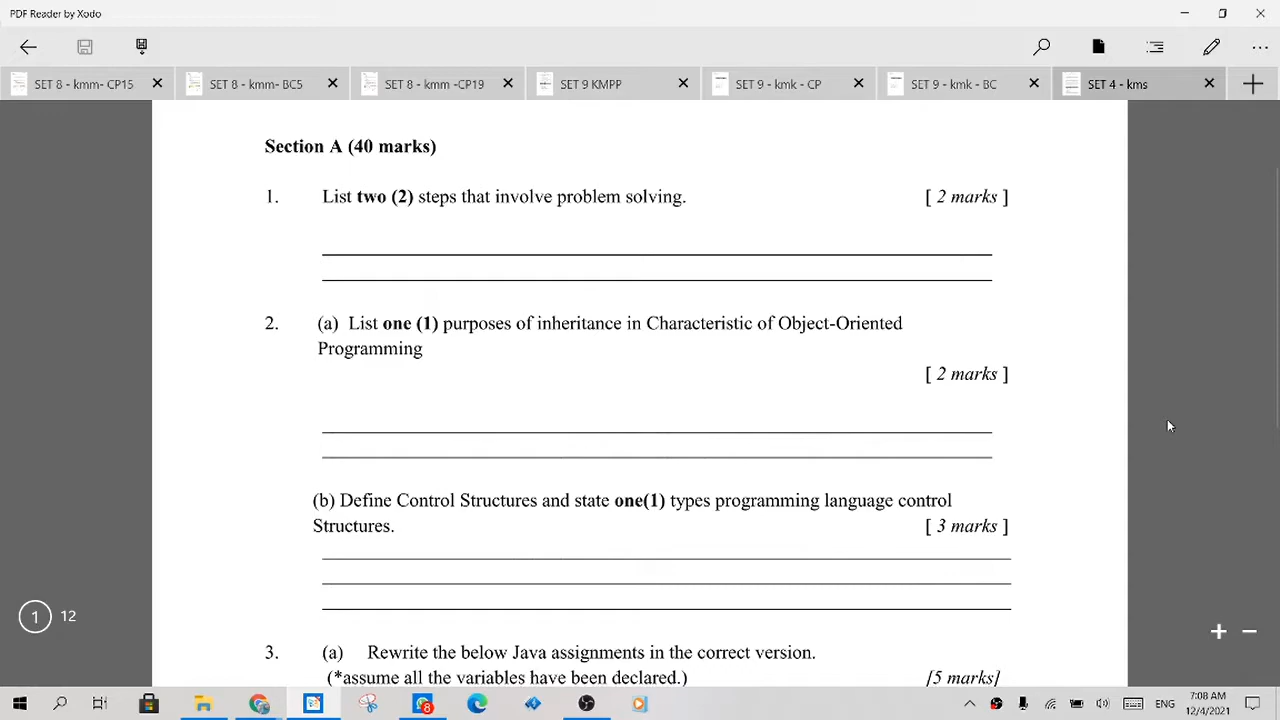 PDF Reader by Xodo
SET 8 - kmm- CP15
SET 8 - kmm- BC5
SET 8 - kmm -CP19
SET 9 KMPP
SET 9 - kmk - CP
SET 9 - kmk - BC
SET 4 - kms
Section A (40 marks)
1. List two (2) steps that involve problem solving. [ 2 marks ]
2. (a) List one (1) purposes of inheritance in Characteristic of Object-Oriented
Programming
[ 2 marks ]
(b) Define Control Structures and state one(1) types programming language control
Structures. [ 3 marks ]
3. (a) Rewrite the below Java assignments in the correct version.
(*assume all the variables have been declared.) [5 marks]
1 12
8
ENG
7:08 AM
12/4/2021